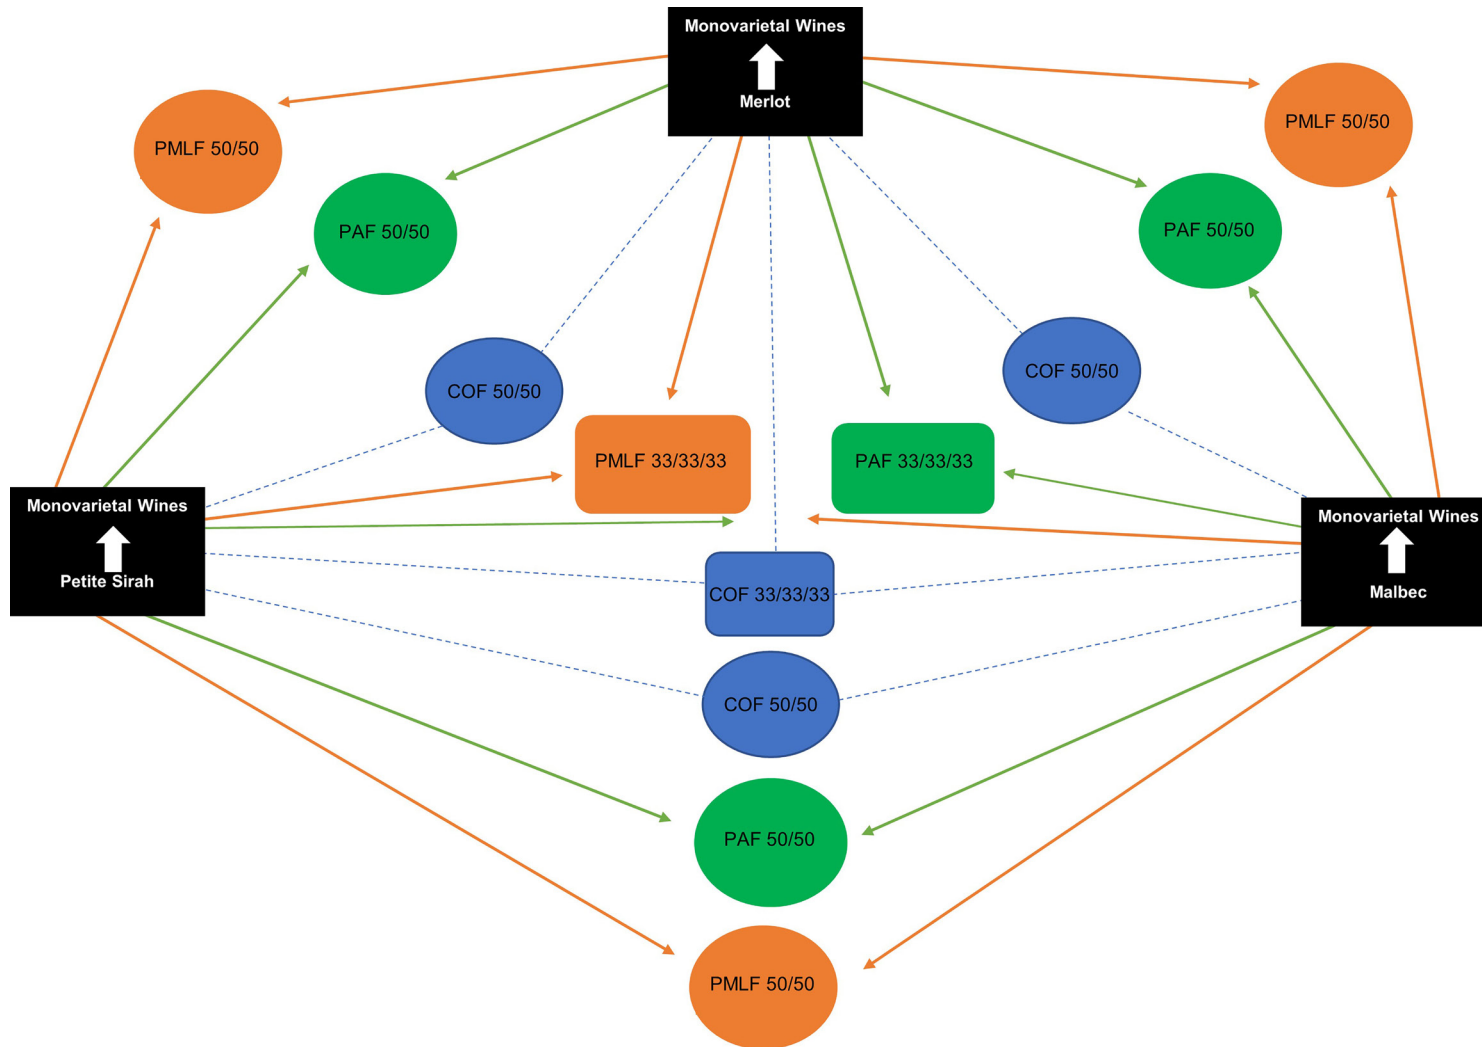 Monovarietal Wines
Merlot
PMLF 50/50
PMLF 50/50
PAF 50/50
PAF 50/50
COF 50/50
COF 50/50
PMLF 33/33/33
PAF 33/33/33
Monovarietal Wines
Petite Sirah
Monovarietal Wines
Malbec
COF 33/33/33
COF 50/50
PAF 50/50
PMLF 50/50